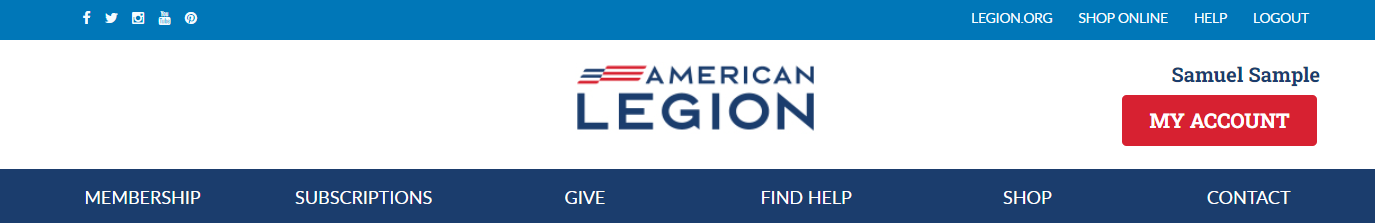 LEGION.ORG SHOP ONLINE HELP LOGOUT
AMERICAN
LEGION
Samuel Sample
MY ACCOUNT
MEMBERSHIP SUBSCRIPTIONS GIVE FIND HELP SHOP CONTACT